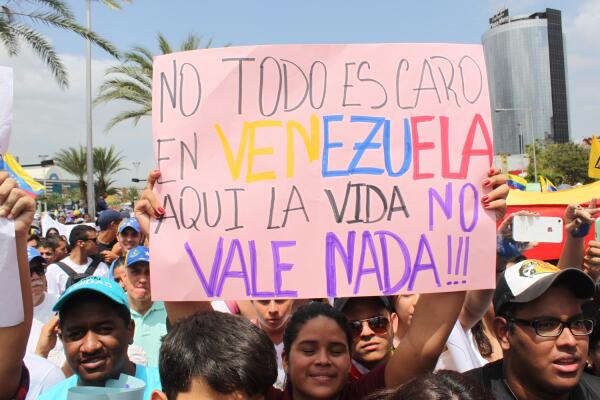 NO TODO ES CARO
EN VENEZUELA
AQUI LA VIDA NO
VALE NADA!!!